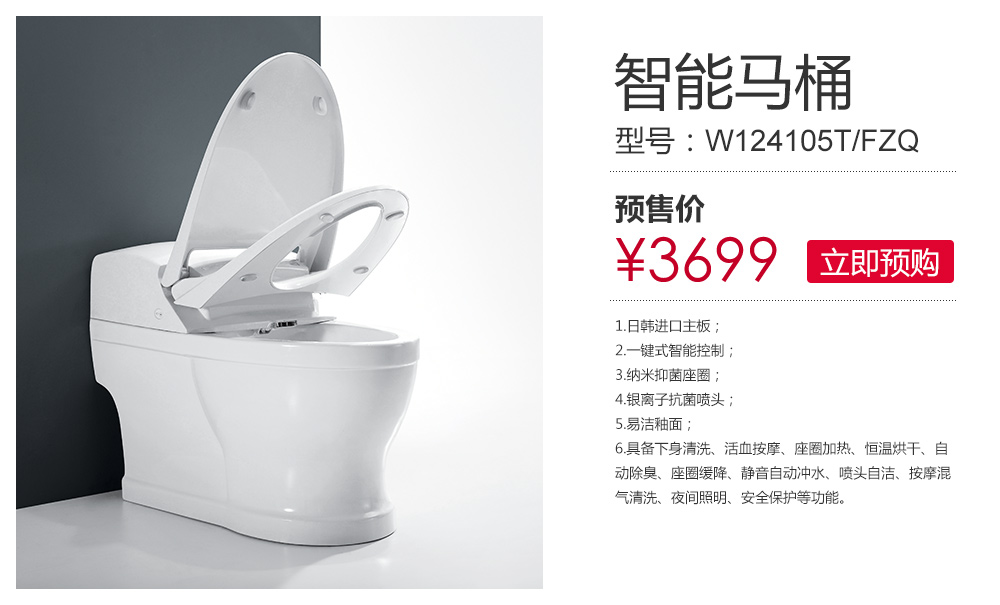 智能马桶
型号：W124105T/FZQ
预售价
¥3699
立即预购
1.日韩进口主板；
2.一键式智能控制；
3.纳米抑菌座圈；
4.银离子抗菌喷头；
5.易洁釉面；
6.具备下身清洗、活血按摩、座圈加热、恒温烘干、自
动除臭、座圈缓降、静音自动冲水、喷头自洁、按摩混
气清洗、夜间照明、安全保护等功能。